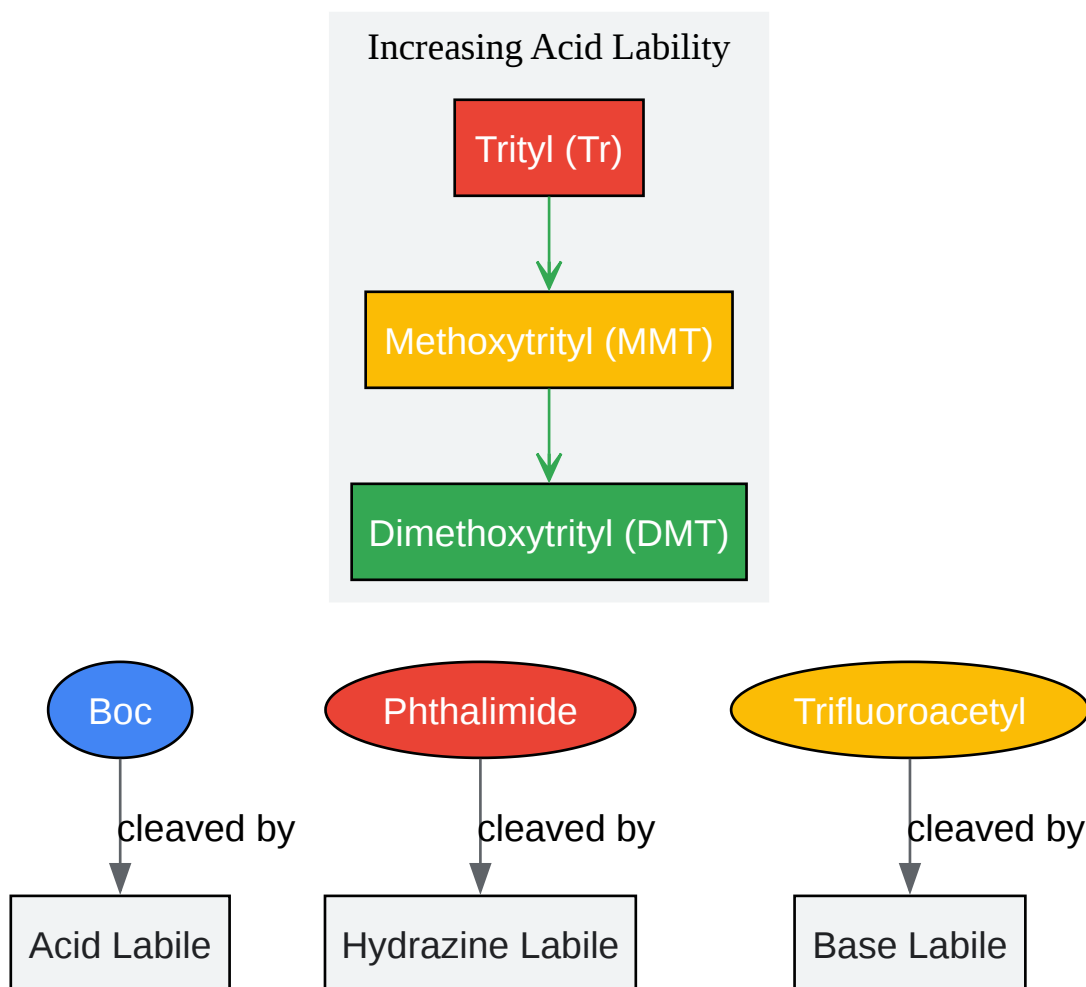 Increasing Acid Lability
Trityl (Tr)
Methoxytrityl (MMT)
Dimethoxytrityl (DMT)
Boc
Phthalimide
Trifluoroacetyl
cleaved by
cleaved by
cleaved by
Acid Labile
Hydrazine Labile
Base Labile